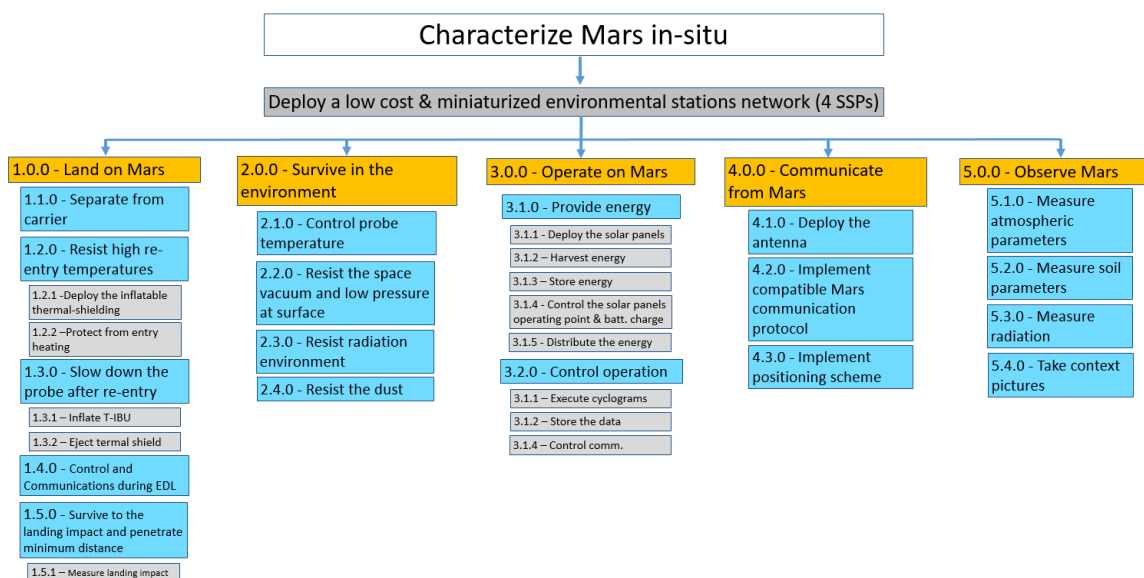 Characterize Mars in-situ
Deploy a low cost & miniaturized environmental stations network (4 SSPs)
1.0.0 - Land on Mars
1.1.0 - Separate from
carrier
1.2.0 - Resist high re-
entry temperatures
1.2.1 -Deploy the inflatable
thermal-shielding
1.2.2 –Protect from entry
heating
1.3.0 - Slow down the
probe after re-entry
1.3.1 – Inflate T-IBU
1.3.2 – Eject termal shield
1.4.0 - Control and
Communications during EDL
1.5.0 - Survive to the
landing impact and penetrate
minimum distance
1.5.1 – Measure landing impact
2.0.0 - Survive in the
environment
2.1.0 - Control probe
temperature
2.2.0 - Resist the space
vacuum and low pressure
at surface
2.3.0 - Resist radiation
environment
2.4.0 - Resist the dust
3.0.0 - Operate on Mars
3.1.0 - Provide energy
3.1.1 - Deploy the solar panels
3.1.2 – Harvest energy
3.1.3 – Store energy
3.1.4 - Control the solar panels
operating point & batt. charge
3.1.5 - Distribute the energy
3.2.0 - Control operation
3.1.1 – Execute cyclograms
3.1.2 – Store the data
3.1.4 – Control comm.
4.0.0 - Communicate
from Mars
4.1.0 - Deploy the
antenna
4.2.0 - Implement
compatible Mars
communication
protocol
4.3.0 - Implement
positioning scheme
5.0.0 - Observe Mars
5.1.0 - Measure
atmospheric
parameters
5.2.0 - Measure soil
parameters
5.3.0 - Measure
radiation
5.4.0 - Take context
pictures